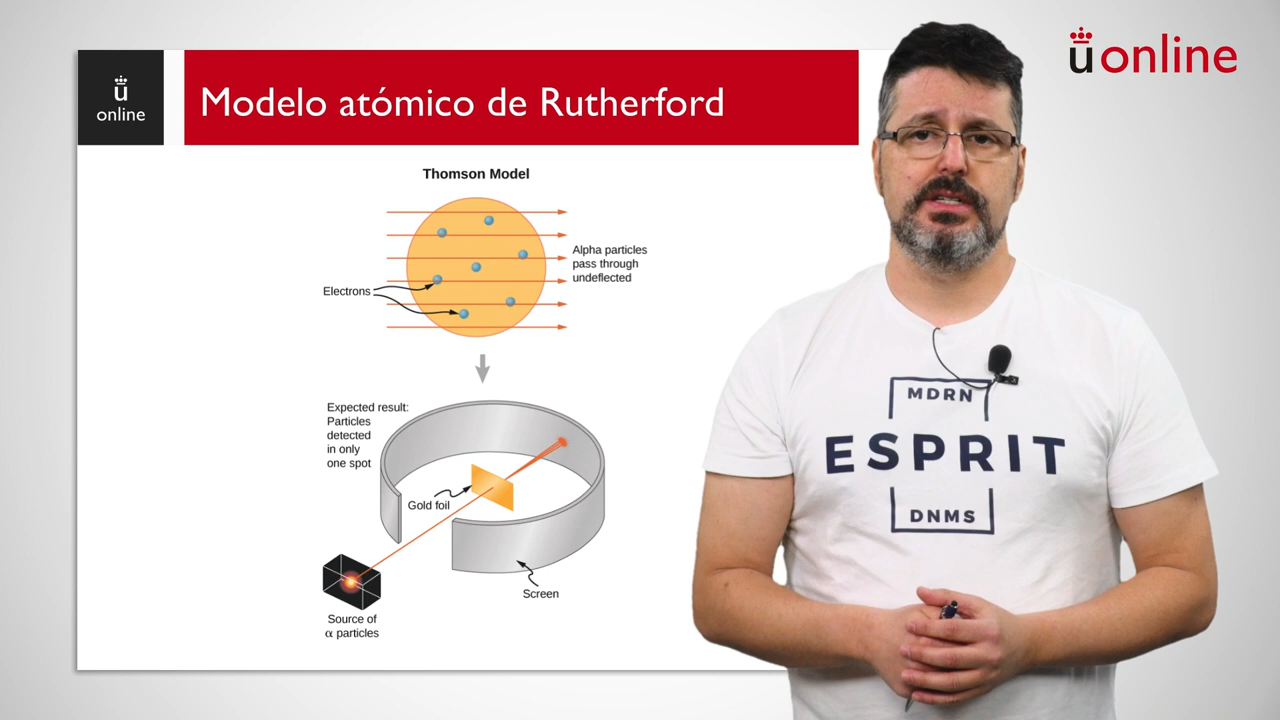 ü
online
Modelo atómico de Rutherford
ü online
Thomson Model
Alpha particles
pass through
undeflected
Electrons
Expected result:
Particles
detected
in only
one spot
Gold foil
Screen
Source of
α particles
MDRN
ESPRIT
DNMS